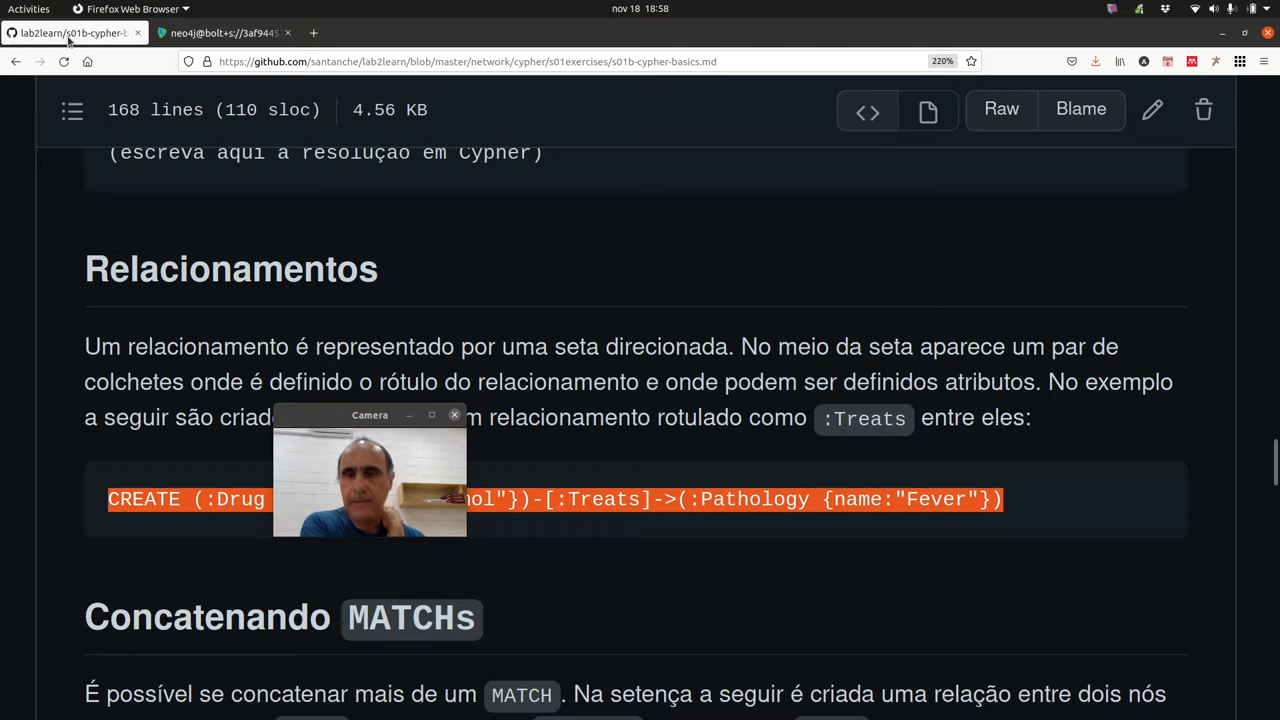 Activities
Firefox Web Browser
nov 18 18:58
lab2learn/s01b-cypher-b
neo4j@bolt+s://3af9445
https://github.com/santanche/lab2learn/blob/master/network/cypher/s01exercises/s01b-cypher-basics.md
220%
168 lines (110 sloc) 4.56 KB
Raw
Blame
(escreva aqui a resolução em Cypher)
Relacionamentos
Um relacionamento é representado por uma seta direcionada. No meio da seta aparece um par de
colchetes onde é definido o rótulo do relacionamento e onde podem ser definidos atributos. No exemplo
a seguir são relacionamento rotulado como :Treats entre eles:
Camera
CREATE (:Drug "})-[:Treats]->(:Pathology {name:"Fever"})
Concatenando MATCHs
É possível se concatenar mais de um MATCH. Na setença a seguir é criada uma relação entre dois nós